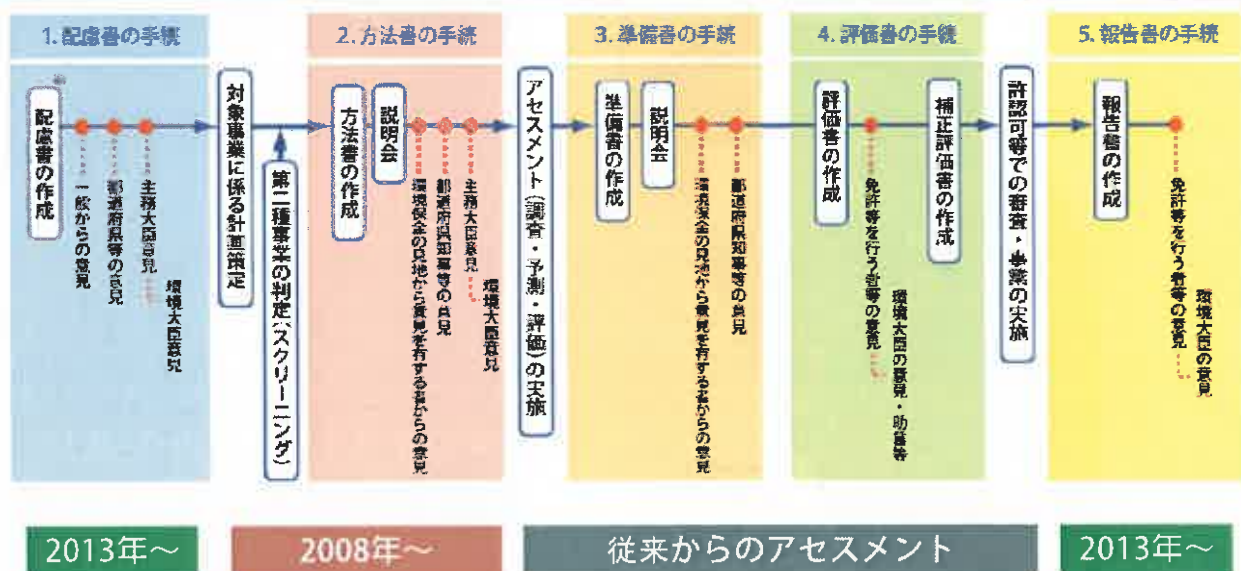 1. 配慮書の手続
2. 方法書の手続
3. 準備書の手続
4. 評価書の手続
5. 報告書の手続
配慮書の作成
一般からの意見
都道府県等の意見
主務大臣意見
環境大臣意見
対象事業に係る計画策定
第二種事業の判定(スクリーニング)
方法書の作成
説明会
環境保全の見地から意見を有する者からの意見
都道府県知事等の意見
主務大臣意見
環境大臣意見
アセスメント(調査・予測・評価)の実施
準備書の作成
説明会
環境保全の見地から意見を有する者からの意見
都道府県知事等の意見
評価書の作成
免許等を行う者等の意見
環境大臣の意見・助言等
補正評価書の作成
許認可等での審査・事業の実施
報告書の作成
免許等を行う者等の意見
環境大臣の意見
2013年～
2008年～
従来からのアセスメント
2013年～